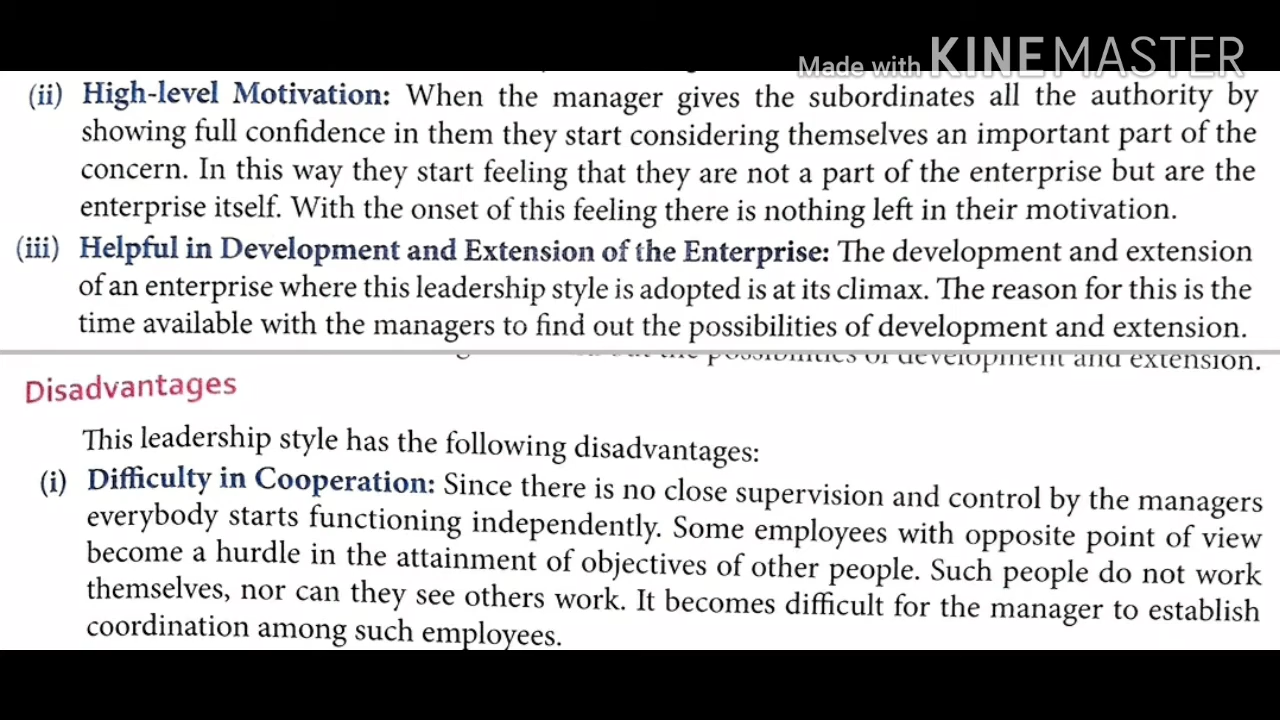 Made with KINEMASTER
(ii) High-level Motivation: When the manager gives the subordinates all the authority by
showing full confidence in them they start considering themselves an important part of the
concern. In this way they start feeling that they are not a part of the enterprise but are the
enterprise itself. With the onset of this feeling there is nothing left in their motivation.
(iii) Helpful in Development and Extension of the Enterprise: The development and extension
of an enterprise where this leadership style is adopted is at its climax. The reason for this is the
time available with the managers to find out the possibilities of development and extension.
the possibilities of development and extension.
Disadvantages
This leadership style has the following disadvantages:
(i) Difficulty in Cooperation: Since there is no close supervision and control by the managers
everybody starts functioning independently. Some employees with opposite point of view
become a hurdle in the attainment of objectives of other people. Such people do not work
themselves, nor can they see others work. It becomes difficult for the manager to establish
coordination among such employees.